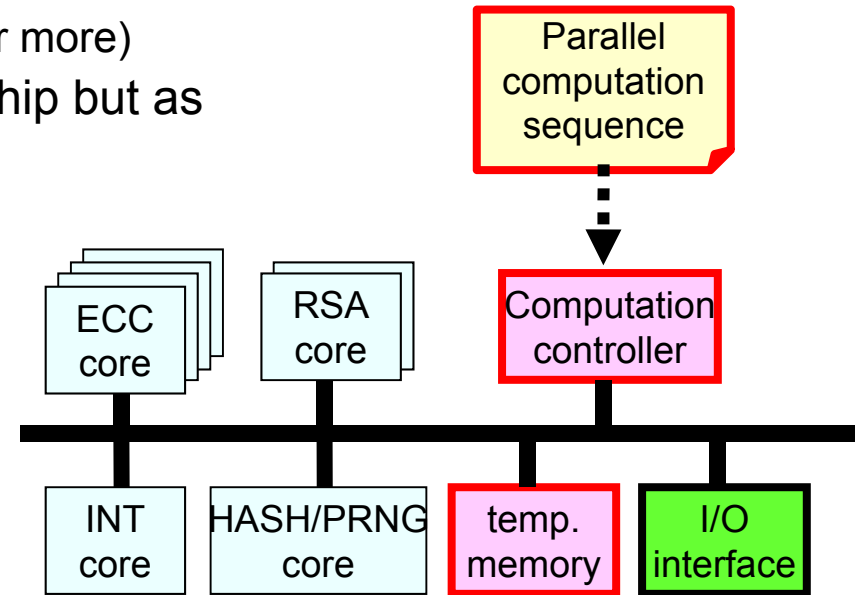 r more)
hip but as
Parallel
computation
sequence
ECC
core
RSA
core
Computation
controller
INT
core
HASH/PRNG
core
temp.
memory
I/O
interface